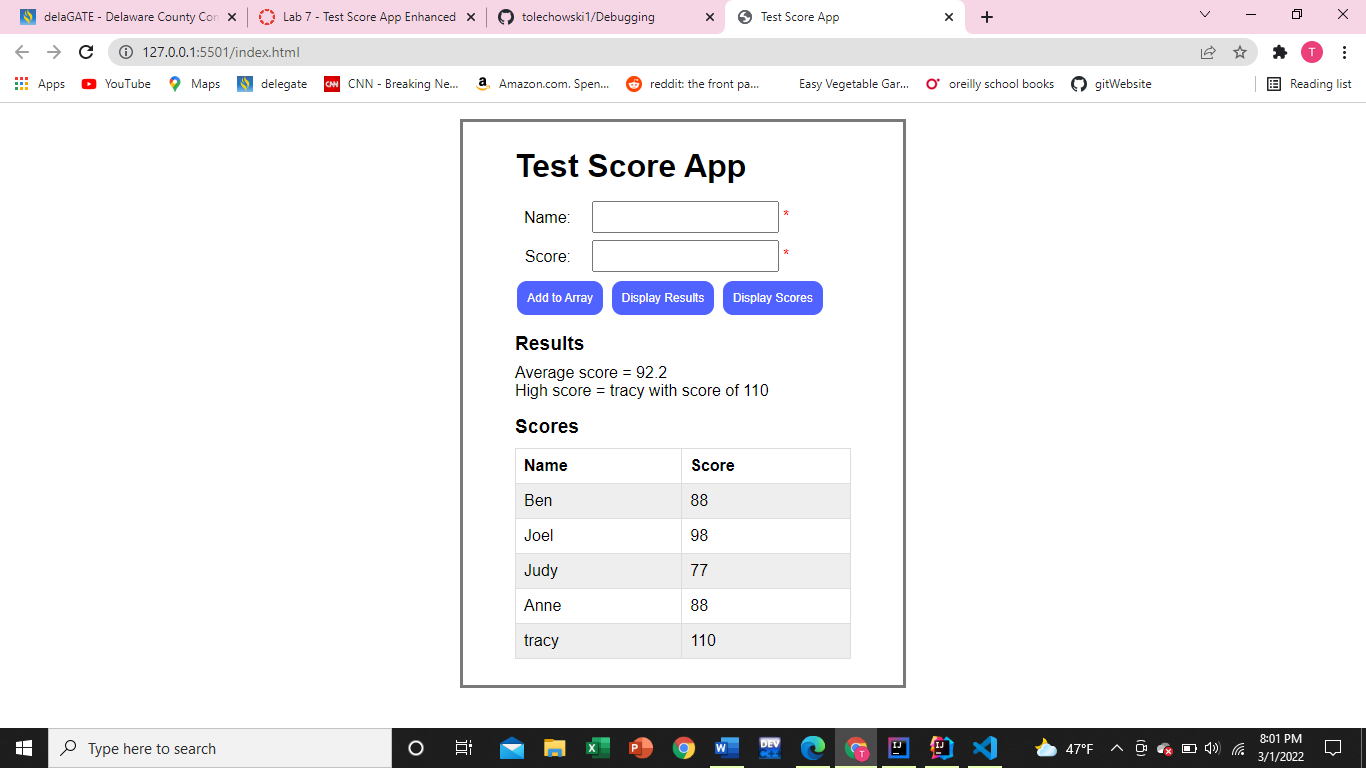 delaGATE - Delaware County Con
Lab 7 - Test Score App Enhanced
tolechowski1/Debugging
Test Score App
127.0.0.1:5501/index.html
T
Apps
YouTube
Maps
delegate
CNN - Breaking Ne...
Amazon.com. Spen...
reddit: the front pa...
Easy Vegetable Gar...
oreilly school books
gitWebsite
Reading list
Test Score App
Name: *
Score: *
Add to Array Display Results Display Scores
Results
Average score = 92.2
High score = tracy with score of 110
Scores
Name Score
Ben 88
Joel 98
Judy 77
Anne 88
tracy 110
Type here to search
47°F
8:01 PM
3/1/2022